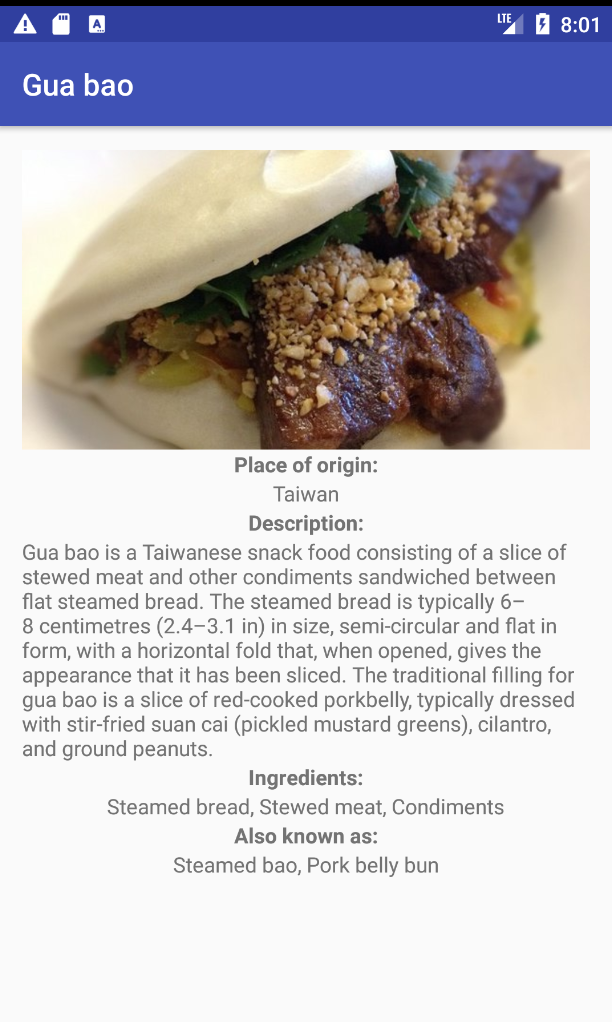 LTE
8:01
A
Gua bao
Place of origin:
Taiwan
Description:
Gua bao is a Taiwanese snack food consisting of a slice of
stewed meat and other condiments sandwiched between
flat steamed bread. The steamed bread is typically 6–
8 centimetres (2.4–3.1 in) in size, semi-circular and flat in
form, with a horizontal fold that, when opened, gives the
appearance that it has been sliced. The traditional filling for
gua bao is a slice of red-cooked porkbelly, typically dressed
with stir-fried suan cai (pickled mustard greens), cilantro,
and ground peanuts.
Ingredients:
Steamed bread, Stewed meat, Condiments
Also known as:
Steamed bao, Pork belly bun